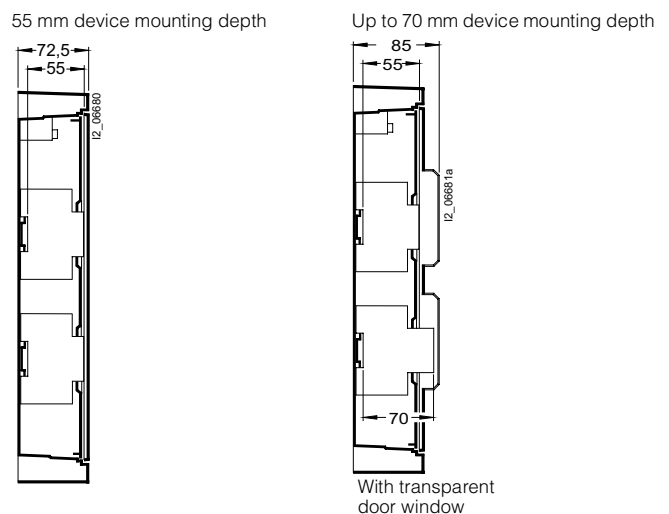 55 mm device mounting depth
72,5
55
I2_06680
Up to 70 mm device mounting depth
85
55
I2_06681a
70
With transparent
door window